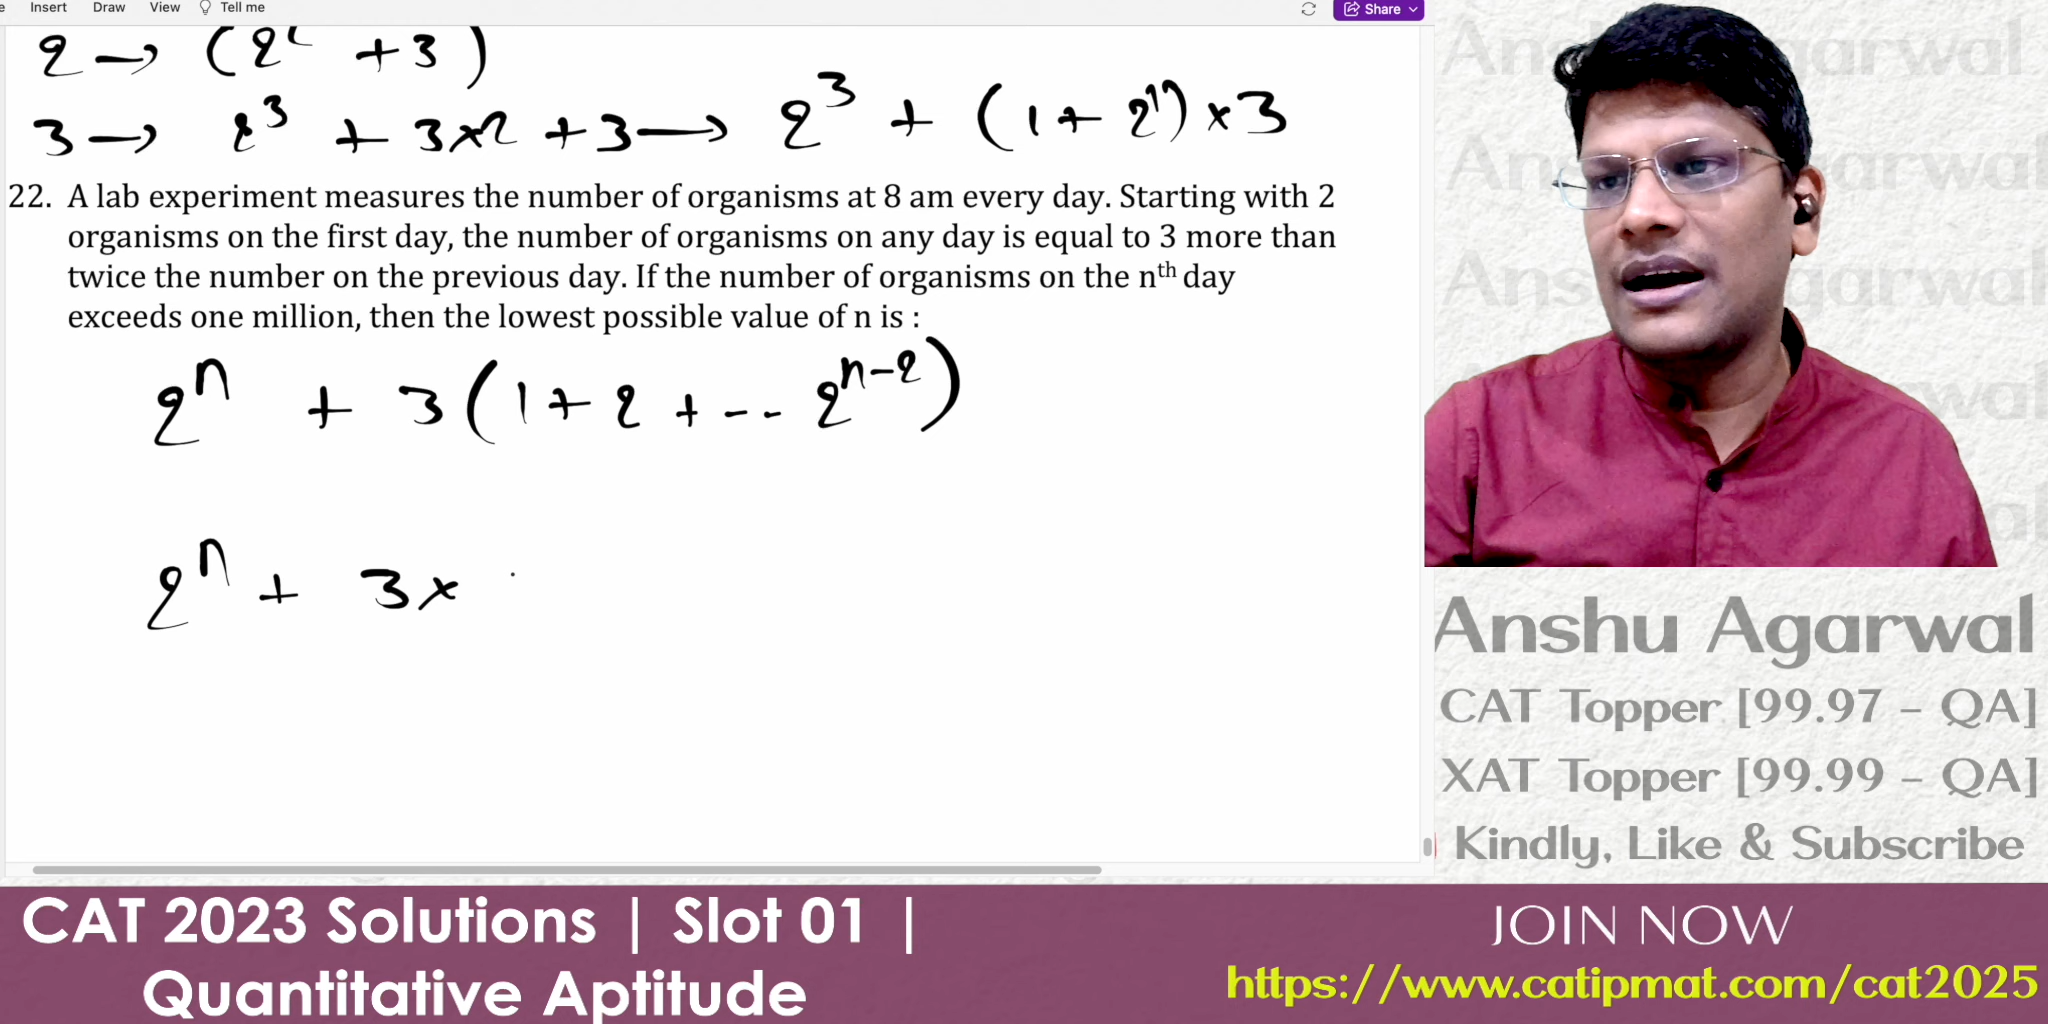 Insert Draw View Tell me Share
2 → (2² + 3)
3 → 2³ + 3×2 + 3 → 2³ + (1 + 2¹) × 3
22. A lab experiment measures the number of organisms at 8 am every day. Starting with 2
organisms on the first day, the number of organisms on any day is equal to 3 more than
twice the number on the previous day. If the number of organisms on the nᵗʰ day
exceeds one million, then the lowest possible value of n is :
2ⁿ + 3(1 + 2 + -- 2ⁿ⁻²)
2ⁿ + 3×
Anshu Agarwal
CAT Topper [99.97 – QA]
XAT Topper [99.99 – QA]
Kindly, Like & Subscribe
CAT 2023 Solutions | Slot 01 |
Quantitative Aptitude
JOIN NOW
https://www.catipmat.com/cat2025